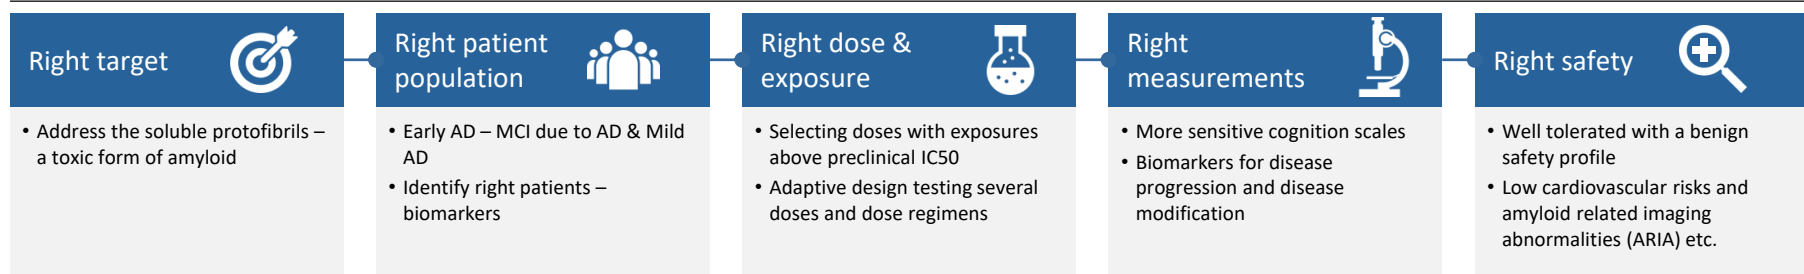 Right target
• Address the soluble protofibrils –
a toxic form of amyloid
Right patient
population
• Early AD – MCI due to AD & Mild
AD
• Identify right patients –
biomarkers
Right dose &
exposure
• Selecting doses with exposures
above preclinical IC50
• Adaptive design testing several
doses and dose regimens
Right
measurements
• More sensitive cognition scales
• Biomarkers for disease
progression and disease
modification
Right safety
• Well tolerated with a benign
safety profile
• Low cardiovascular risks and
amyloid related imaging
abnormalities (ARIA) etc.